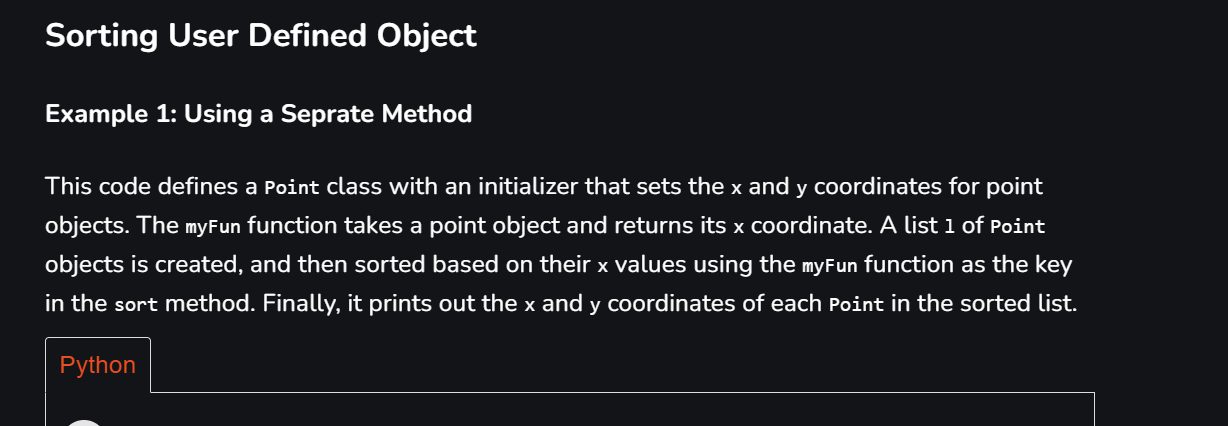 Sorting User Defined Object
Example 1: Using a Seprate Method
This code defines a Point class with an initializer that sets the x and y coordinates for point
objects. The myFun function takes a point object and returns its x coordinate. A list l of Point
objects is created, and then sorted based on their x values using the myFun function as the key
in the sort method. Finally, it prints out the x and y coordinates of each Point in the sorted list.
Python